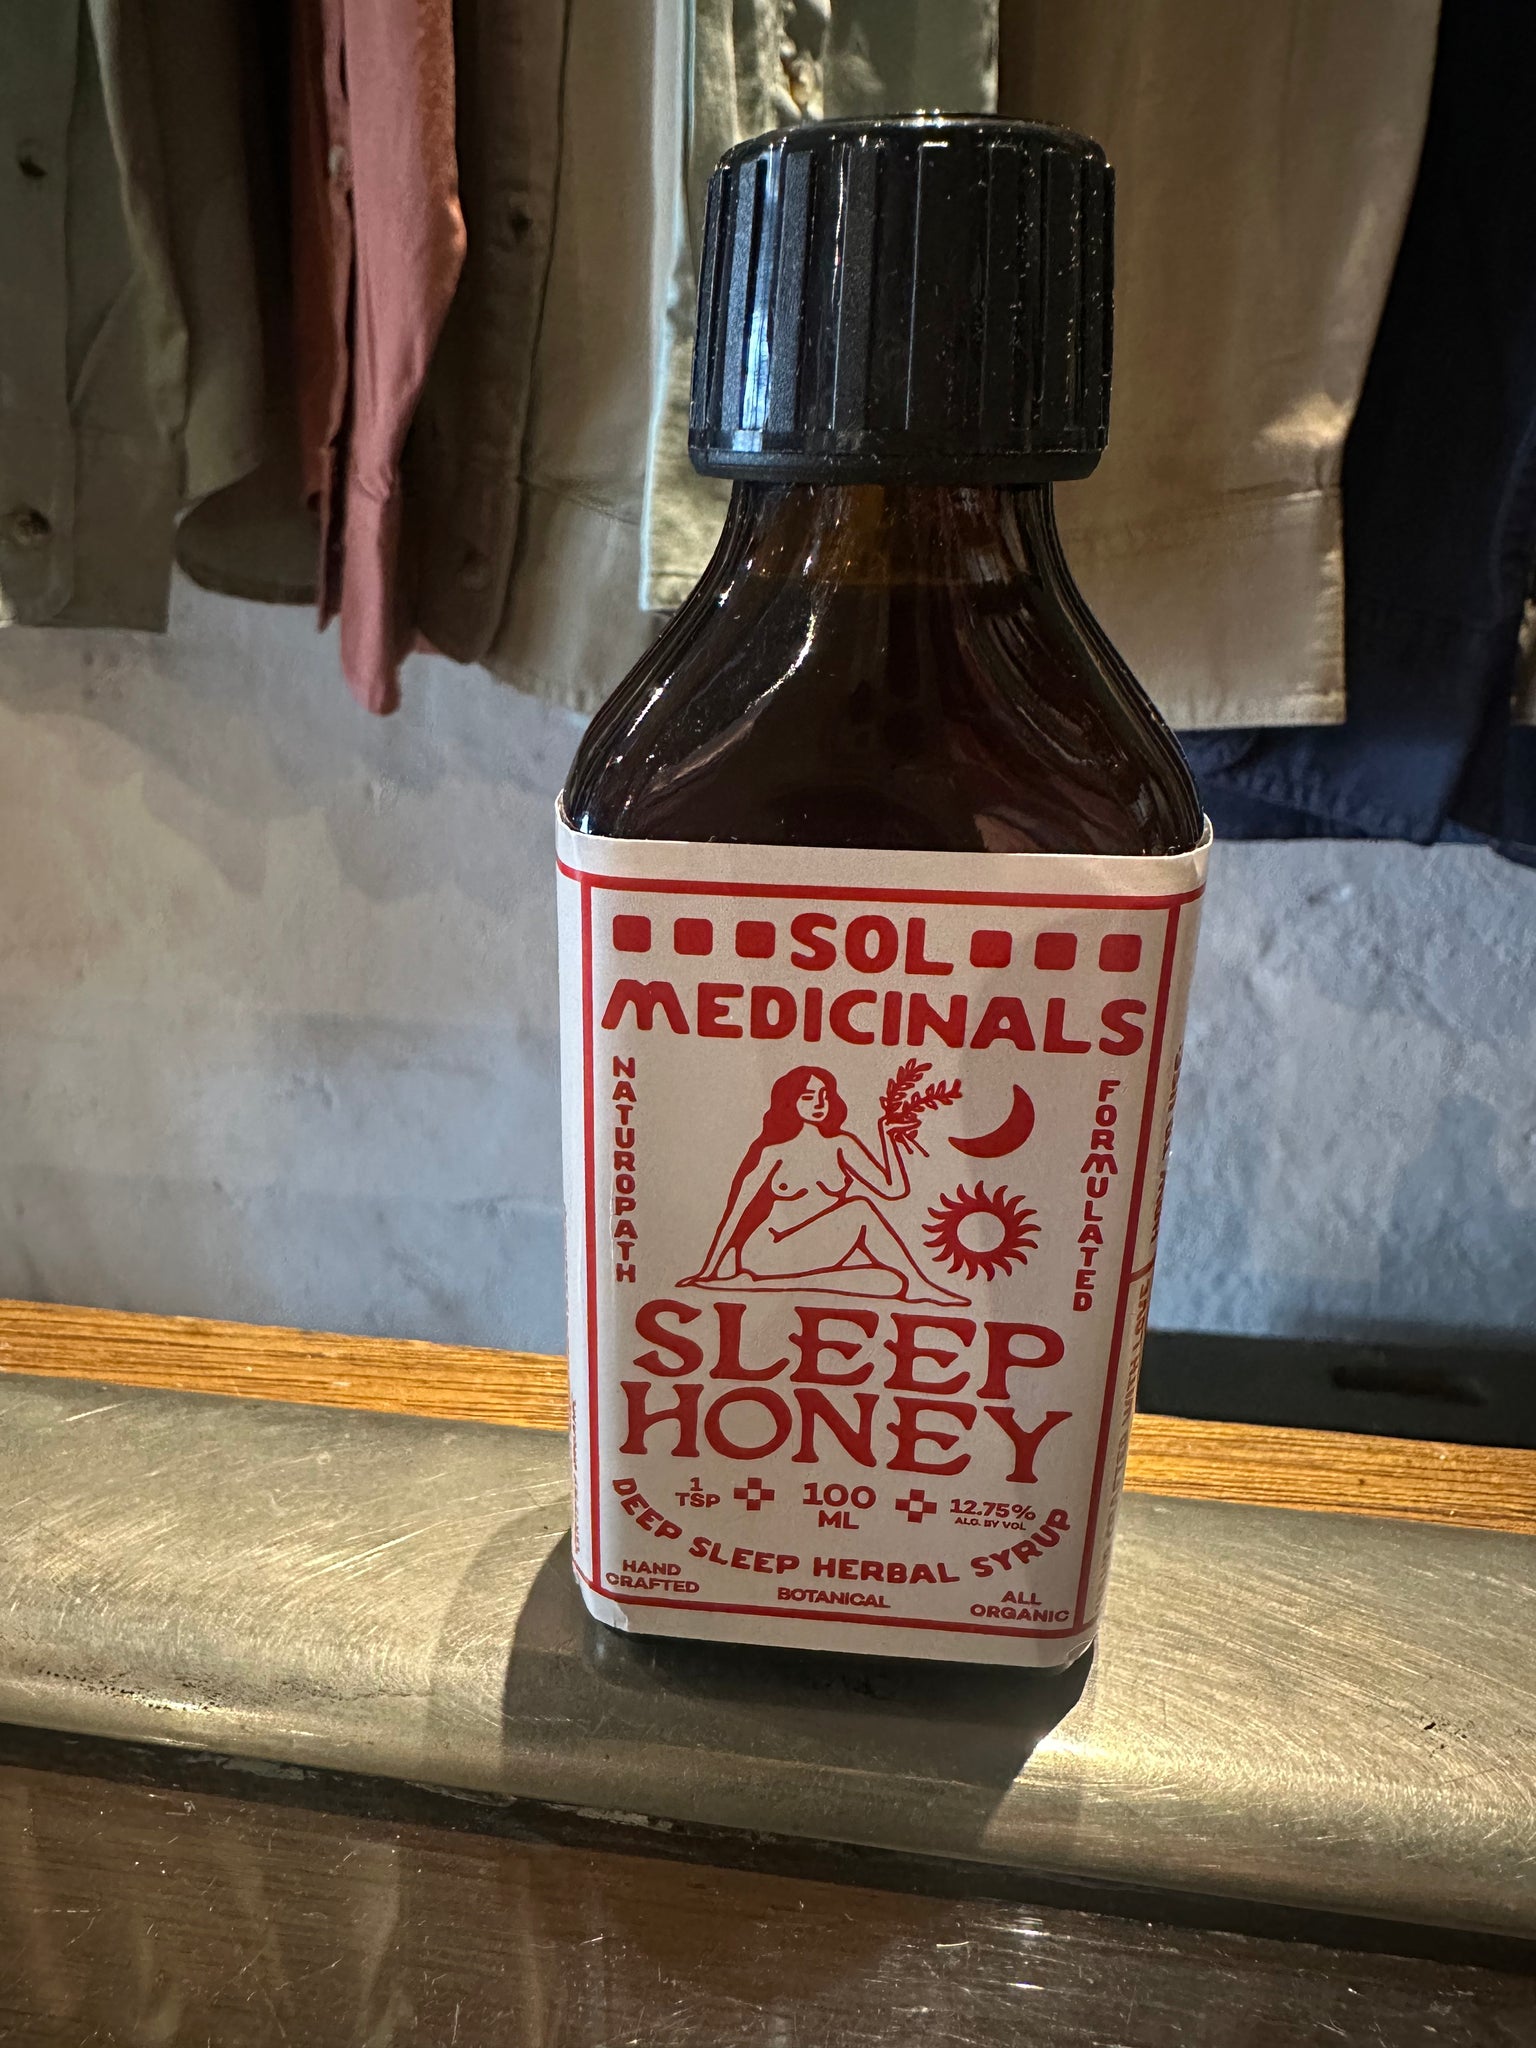 SOL
MEDICINALS
NATUROPATH
FORMULATED
SLEEP
HONEY
1
TSP
100
ML
12.75%
ALC. BY VOL
DEEP SLEEP HERBAL SYRUP
HAND
CRAFTED
BOTANICAL
ALL
ORGANIC